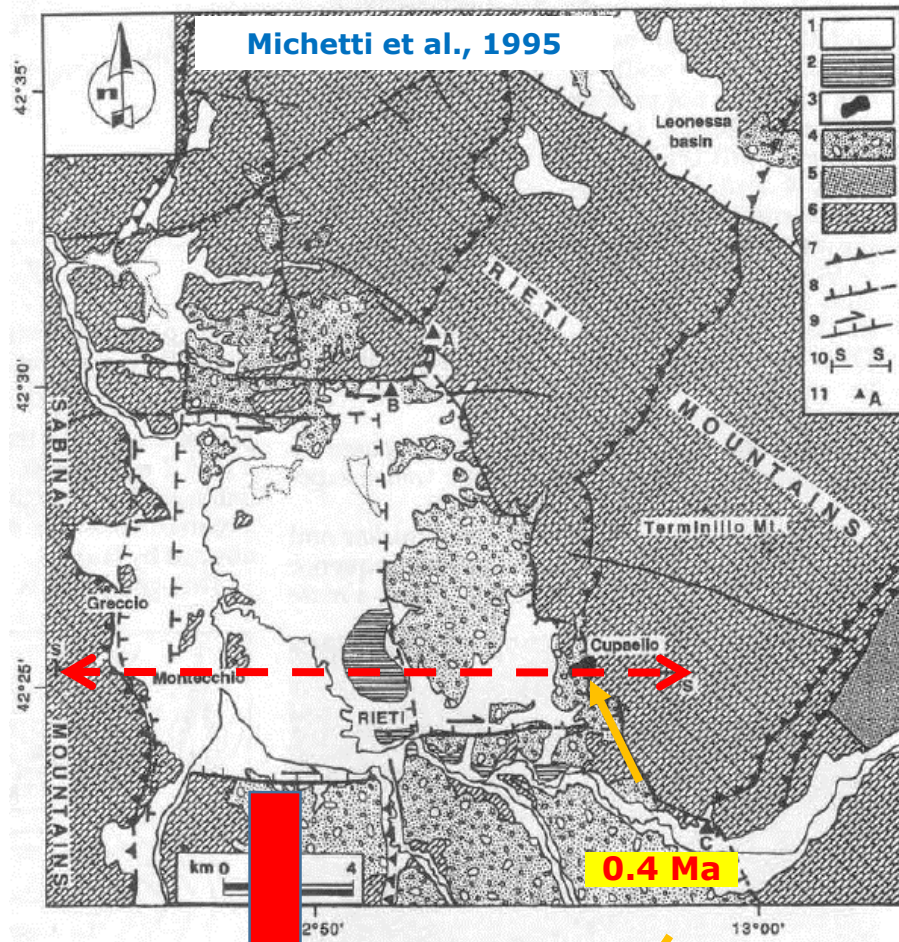 Michetti et al., 1995
42°35'
n
Leonessa
basin
1
2
3
4
5
6
7
8
9
10 S S
11 A
RIETI
MOUNTAINS
A
B
42°30'
SABINA
MOUNTAINS
Terminillo Mt.
Greccio
Cupaello
S
S
42°25'
Montecchio
RIETI
C
km 0 4
0.4 Ma
2°50'
13°00'